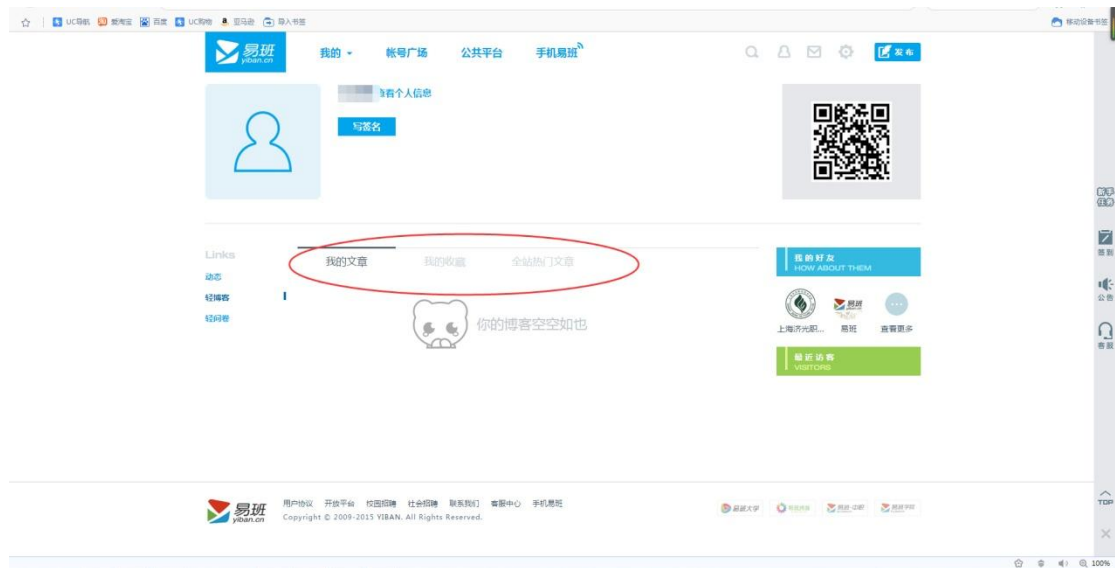 UC导航 爱淘宝 百度 UC购物 亚马逊 导入书签 移动设备书签
易班 yiban.cn 我的 帐号广场 公共平台 手机易班 发布
查看个人信息
写签名
新手任务
签到
公告
客服
Links
动态
轻博客
轻问卷
我的文章 我的收藏 全站热门文章
你的博客空空如也
我的好友
HOW ABOUT THEM
上海济光职... 易班 查看更多
最近访客
VISITORS
易班 yiban.cn
用户协议 开放平台 校园招聘 社会招聘 联系我们 客服中心 手机易班
Copyright © 2009-2015 YIBAN. All Rights Reserved.
易班大学
TOP
100%